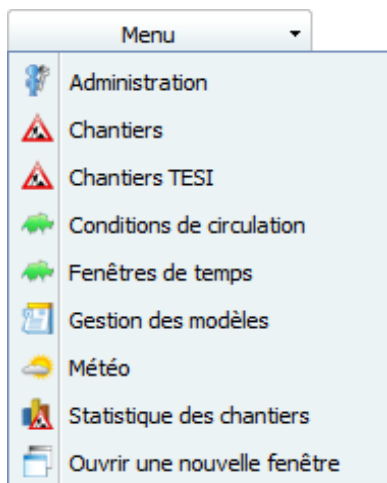 Menu
Administration
Chantiers
Chantiers TESI
Conditions de circulation
Fenêtres de temps
Gestion des modèles
Météo
Statistique des chantiers
Ouvrir une nouvelle fenêtre